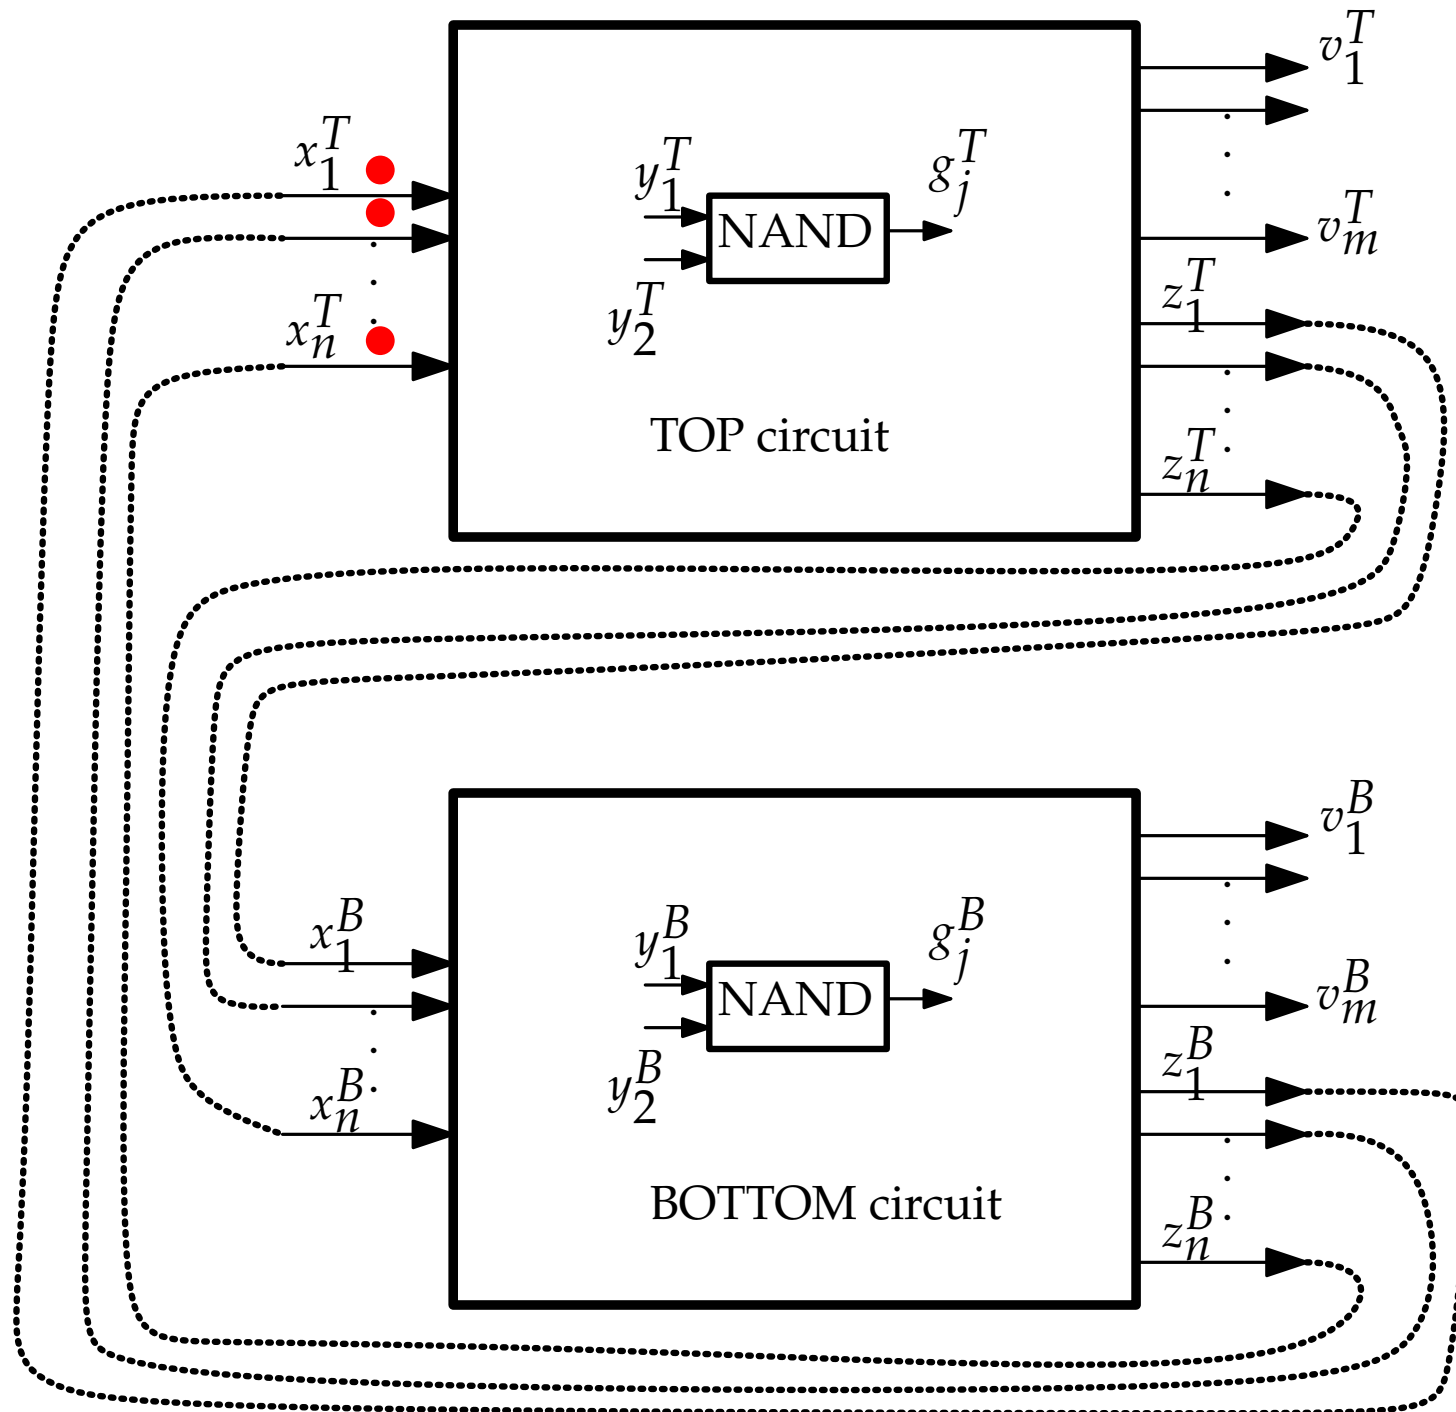 v_1^T
x_1^T
y_1^T
g_j^T
NAND
v_m^T
y_2^T
z_1^T
x_n^T
TOP circuit
z_n^T
v_1^B
x_1^B
y_1^B
g_j^B
NAND
v_m^B
y_2^B
z_1^B
x_n^B
BOTTOM circuit
z_n^B